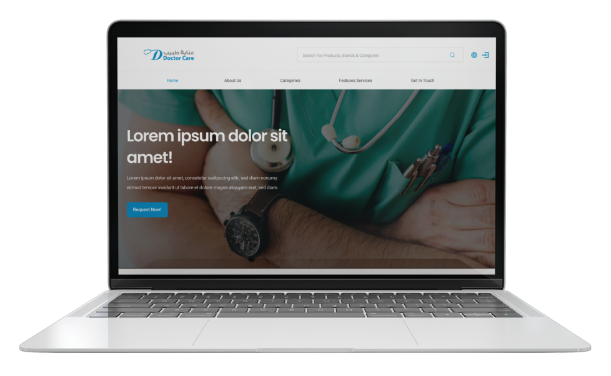 عناية طبيب
Doctor Care
Search For Products, Brands & Categories
Home
About Us
Categories
Features Services
Get In Touch
Lorem ipsum dolor sit
amet!
Lorem ipsum dolor sit amet, consetetur sadipscing elitr, sed diam nonumy
eirmod tempor invidunt ut labore et dolore magna aliquyam erat, sed diam.
Request Now!